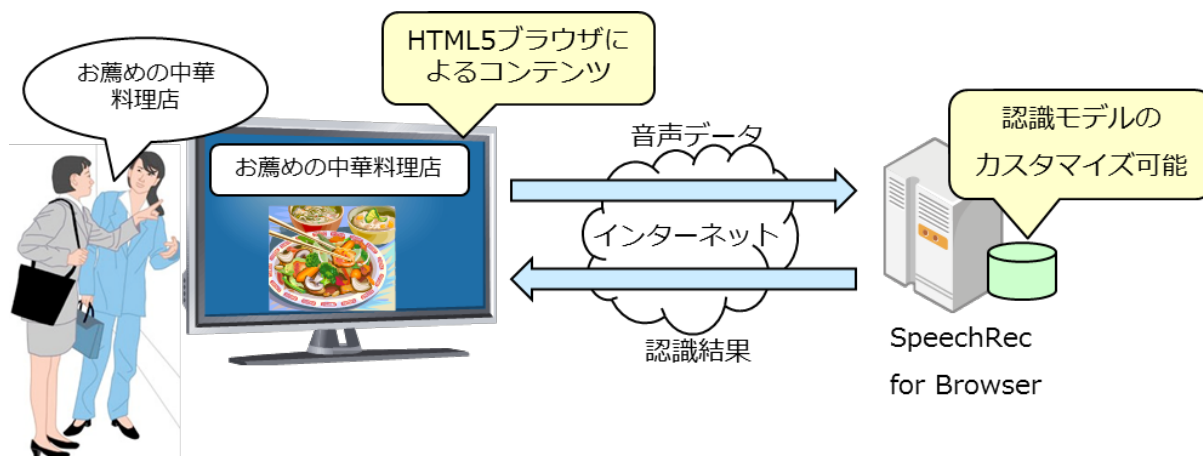 お薦めの中華
料理店
HTML5ブラウザに
よるコンテンツ
お薦めの中華料理店
音声データ
インターネット
認識結果
認識モデルの
カスタマイズ可能
SpeechRec
for Browser